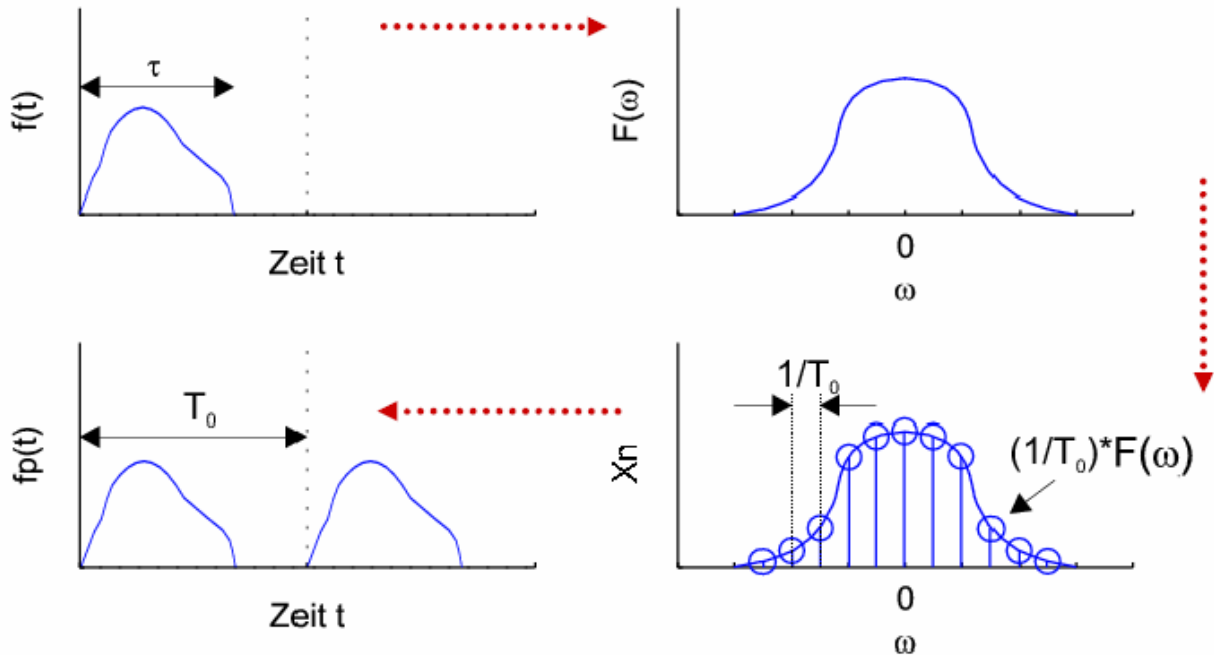 f(t)
τ
Zeit t
F(ω)
0
ω
fp(t)
T₀
Zeit t
Xn
1/T₀
(1/T₀)*F(ω)
0
ω